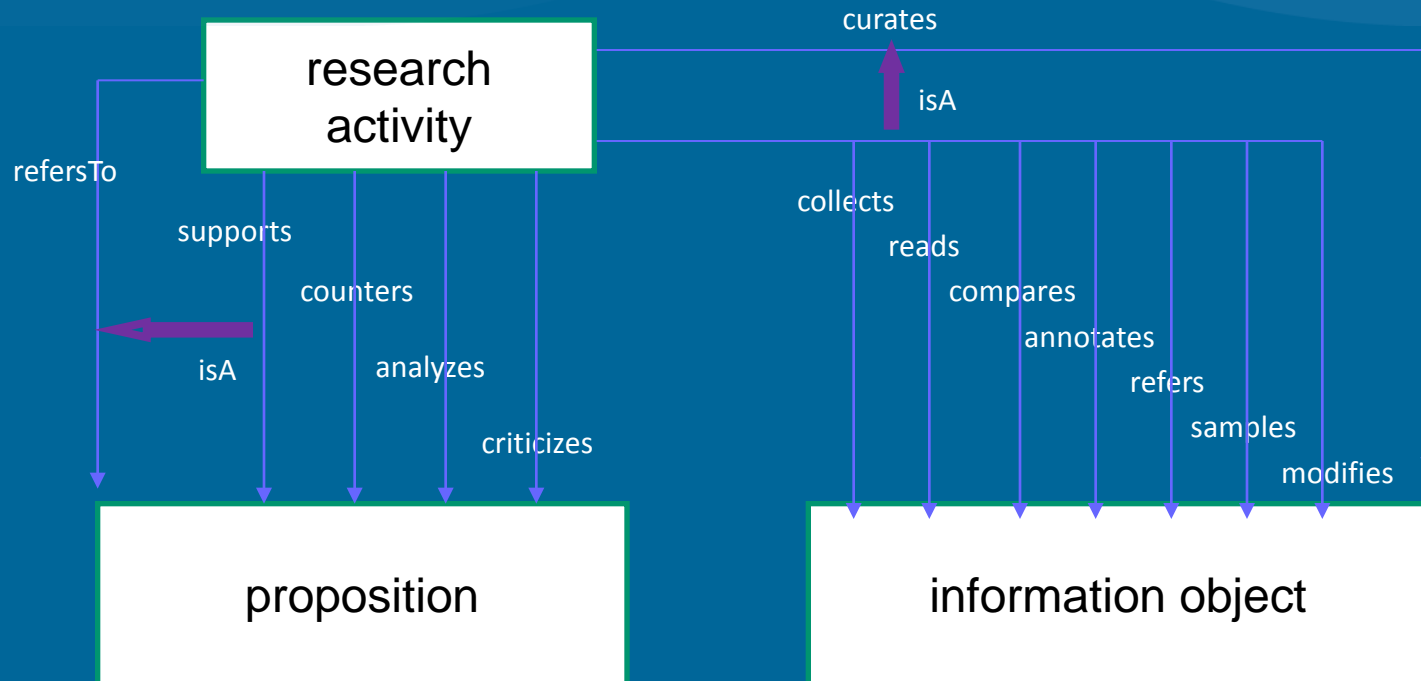 curates
research
activity
isA
refersTo
collects
supports
reads
counters
compares
annotates
isA
analyzes
refers
samples
criticizes
modifies
proposition
information object